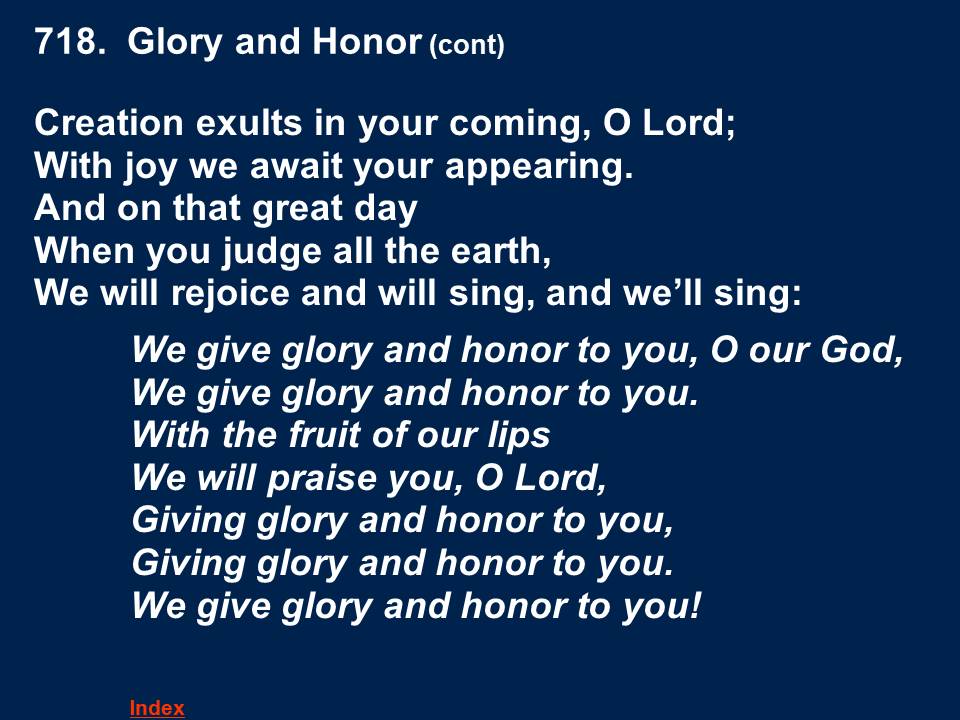 718.  Glory and Honor (cont)
Creation exults in your coming, O Lord;
With joy we await your appearing.
And on that great day
When you judge all the earth,
We will rejoice and will sing, and we’ll sing:
We give glory and honor to you, O our God,
We give glory and honor to you.
With the fruit of our lips
We will praise you, O Lord,
Giving glory and honor to you,
Giving glory and honor to you.
We give glory and honor to you!
Index